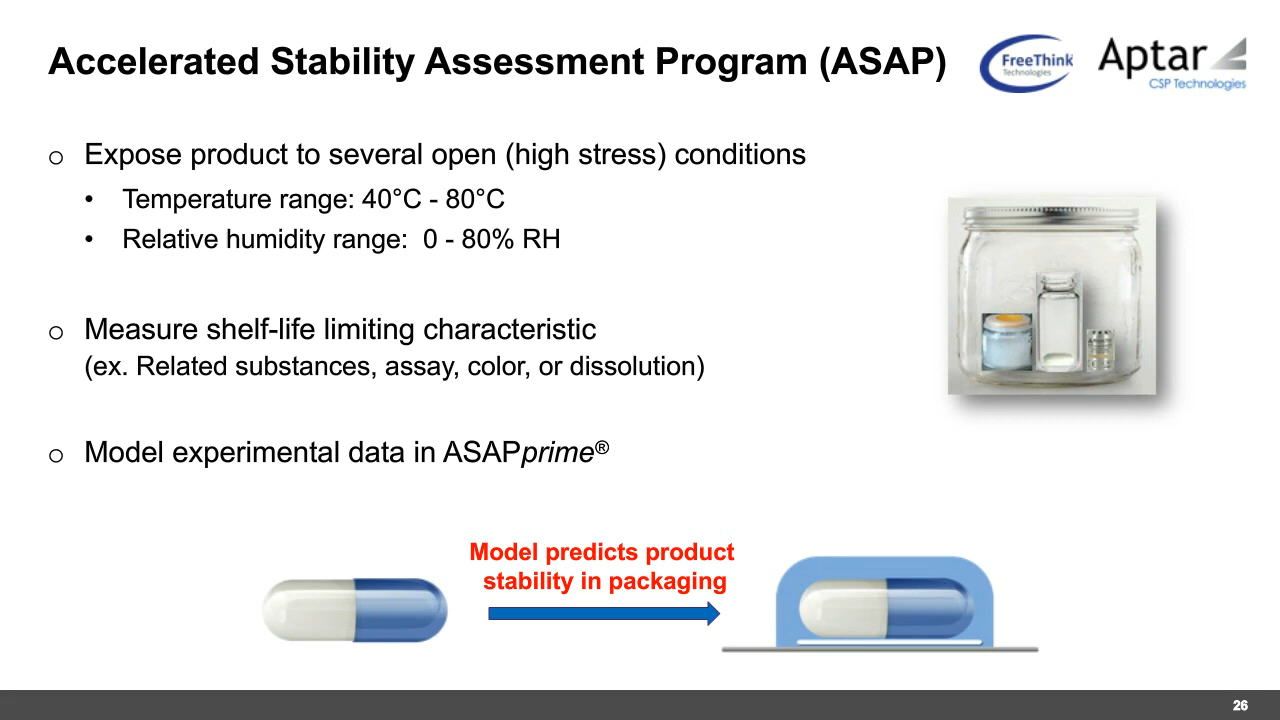 Accelerated Stability Assessment Program (ASAP)
FreeThink
Technologies
Aptar
CSP Technologies
o Expose product to several open (high stress) conditions
• Temperature range: 40°C - 80°C
• Relative humidity range: 0 - 80% RH
o Measure shelf-life limiting characteristic
(ex. Related substances, assay, color, or dissolution)
o Model experimental data in ASAPprime®
Model predicts product
stability in packaging
26